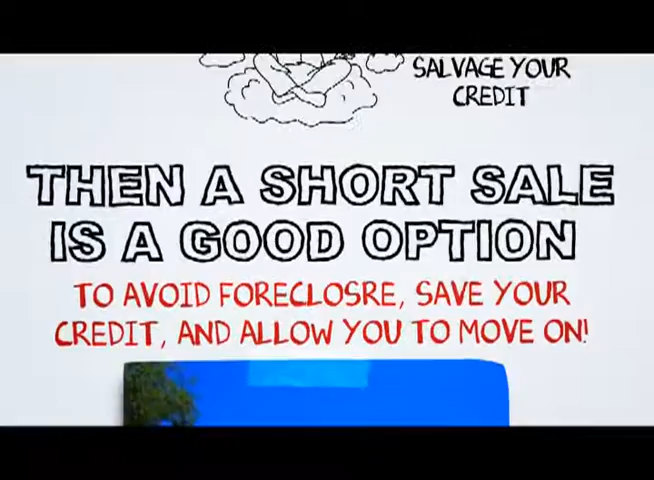 SALVAGE YOUR
CREDIT
THEN A SHORT SALE
IS A GOOD OPTION
TO AVOID FORECLOSRE, SAVE YOUR
CREDIT, AND ALLOW YOU TO MOVE ON!